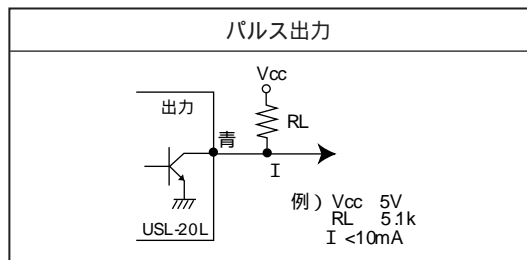 パルス出力
Vcc
出力
RL
青
I
例）Vcc 5V
RL 5.1k
I <10mA
USL-20L